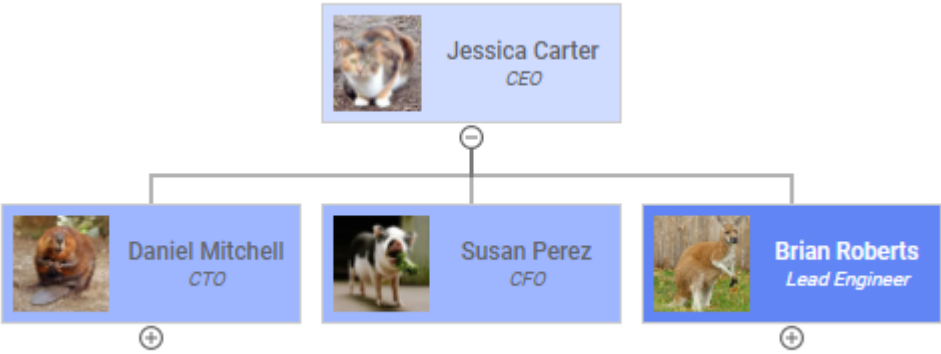 Jessica Carter
CEO
Daniel Mitchell
CTO
Susan Perez
CFO
Brian Roberts
Lead Engineer